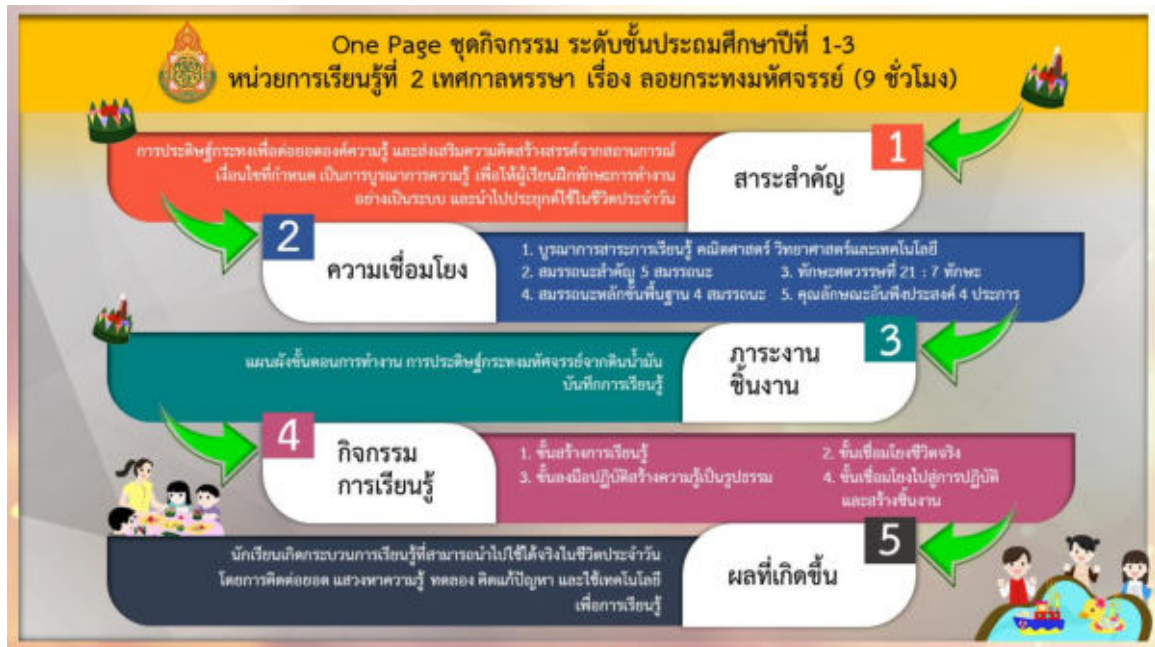 One Page ชุดกิจกรรม ระดับชั้นประถมศึกษาปีที่ 1-3
หน่วยการเรียนรู้ที่ 2 เทศกาลหรรษา เรื่อง ลอยกระทงมหัศจรรย์ (9 ชั่วโมง)
1
สาระสำคัญ
การประดิษฐ์กระทงเพื่อต่อยอดองค์ความรู้ และส่งเสริมความคิดสร้างสรรค์จากสถานการณ์
เงื่อนไขที่กำหนด เป็นการบูรณาการความรู้ เพื่อให้ผู้เรียนฝึกทักษะการทำงาน
อย่างเป็นระบบ และนำไปประยุกต์ใช้ในชีวิตประจำวัน
2
ความเชื่อมโยง
1. บูรณาการสาระการเรียนรู้ คณิตศาสตร์ วิทยาศาสตร์และเทคโนโลยี
2. สมรรถนะสำคัญ 5 สมรรถนะ 3. ทักษะศตวรรษที่ 21 : 7 ทักษะ
4. สมรรถนะหลักขั้นพื้นฐาน 4 สมรรถนะ 5. คุณลักษณะอันพึงประสงค์ 4 ประการ
3
ภาระงาน
ชิ้นงาน
แผนผังขั้นตอนการทำงาน การประดิษฐ์กระทงมหัศจรรย์จากดินน้ำมัน
บันทึกการเรียนรู้
4
กิจกรรม
การเรียนรู้
1. ขั้นสร้างการเรียนรู้ 2. ขั้นเชื่อมโยงชีวิตจริง
3. ขั้นลงมือปฏิบัติสร้างความรู้เป็นรูปธรรม 4. ขั้นเชื่อมโยงไปสู่การปฏิบัติ
และสร้างชิ้นงาน
5
ผลที่เกิดขึ้น
นักเรียนเกิดกระบวนการเรียนรู้ที่สามารถนำไปใช้ได้จริงในชีวิตประจำวัน
โดยการคิดต่อยอด แสวงหาความรู้ ทดลอง คิดแก้ปัญหา และใช้เทคโนโลยี
เพื่อการเรียนรู้